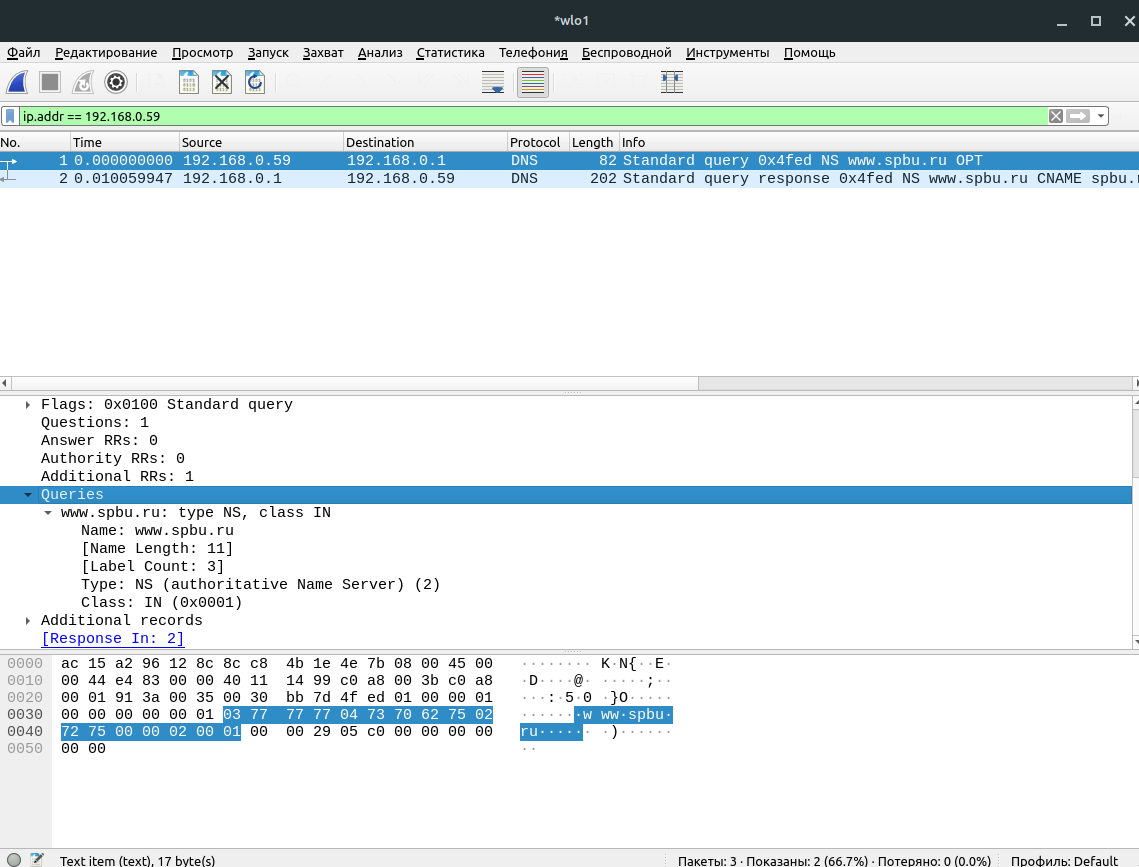 *wlo1
Файл Редактирование Просмотр Запуск Захват Анализ Статистика Телефония Беспроводной Инструменты Помощь
ip.addr == 192.168.0.59
No. Time Source Destination Protocol Length Info
1 0.000000000 192.168.0.59 192.168.0.1 DNS 82 Standard query 0x4fed NS www.spbu.ru OPT
2 0.010059947 192.168.0.1 192.168.0.59 DNS 202 Standard query response 0x4fed NS www.spbu.ru CNAME spbu.r
Flags: 0x0100 Standard query
Questions: 1
Answer RRs: 0
Authority RRs: 0
Additional RRs: 1
Queries
www.spbu.ru: type NS, class IN
Name: www.spbu.ru
[Name Length: 11]
[Label Count: 3]
Type: NS (authoritative Name Server) (2)
Class: IN (0x0001)
Additional records
[Response In: 2]
0000 ac 15 a2 96 12 8c 8c c8 4b 1e 4e 7b 08 00 45 00 ········ K·N{··E·
0010 00 44 e4 83 00 00 40 11 14 99 c0 a8 00 3b c0 a8 ·D····@· ·····;··
0020 00 01 91 3a 00 35 00 30 bb 7d 4f ed 01 00 00 01 ···:·5·0 ·}O·····
0030 00 00 00 00 00 01 03 77 77 77 04 73 70 62 75 02 ·······w ww·spbu·
0040 72 75 00 00 02 00 01 00 00 29 05 c0 00 00 00 00 ru······ ·)······
0050 00 00 ··
Text item (text), 17 byte(s) Пакеты: 3 · Показаны: 2 (66.7%) · Потеряно: 0 (0.0%) Профиль: Default